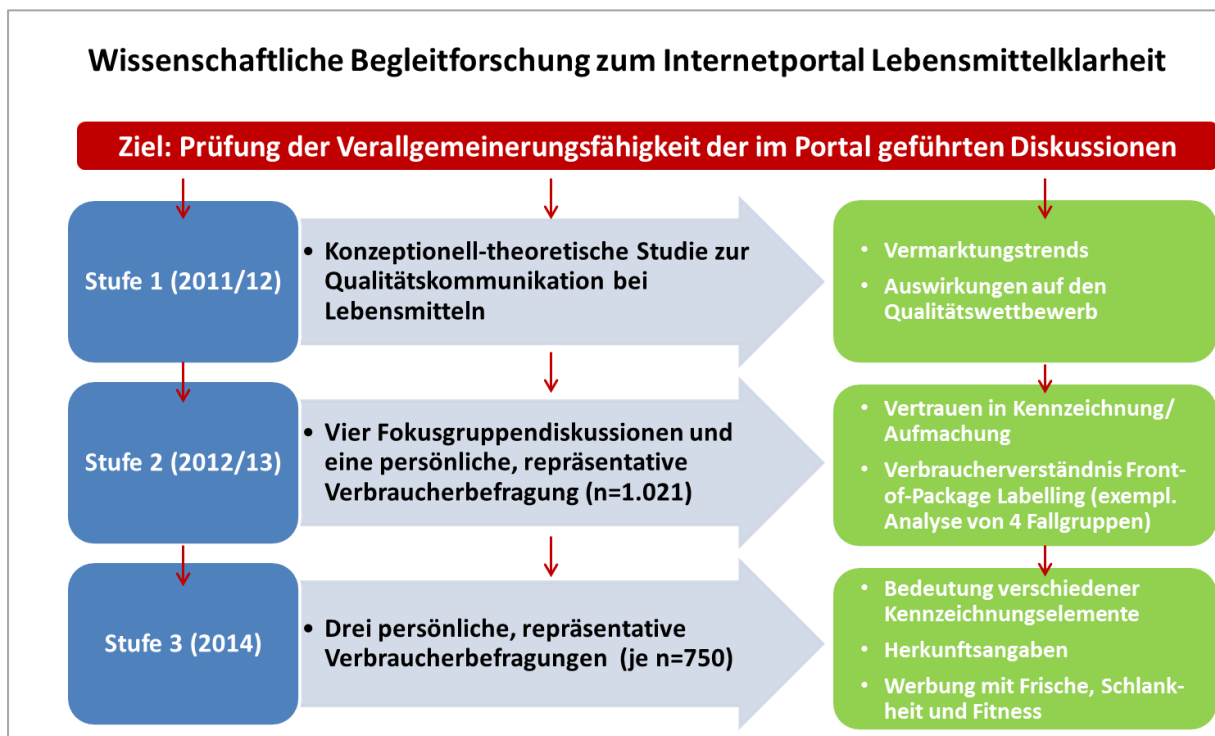 Wissenschaftliche Begleitforschung zum Internetportal Lebensmittelklarheit
Ziel: Prüfung der Verallgemeinerungsfähigkeit der im Portal geführten Diskussionen
Stufe 1 (2011/12)
• Konzeptionell-theoretische Studie zur
Qualitätskommunikation bei
Lebensmitteln
• Vermarktungstrends
• Auswirkungen auf den
Qualitätswettbewerb
Stufe 2 (2012/13)
• Vier Fokusgruppendiskussionen und
eine persönliche, repräsentative
Verbraucherbefragung (n=1.021)
• Vertrauen in Kennzeichnung/
Aufmachung
• Verbraucherverständnis Front-
of-Package Labelling (exempl.
Analyse von 4 Fallgruppen)
Stufe 3 (2014)
• Drei persönliche, repräsentative
Verbraucherbefragungen (je n=750)
• Bedeutung verschiedener
Kennzeichnungselemente
• Herkunftsangaben
• Werbung mit Frische, Schlank-
heit und Fitness